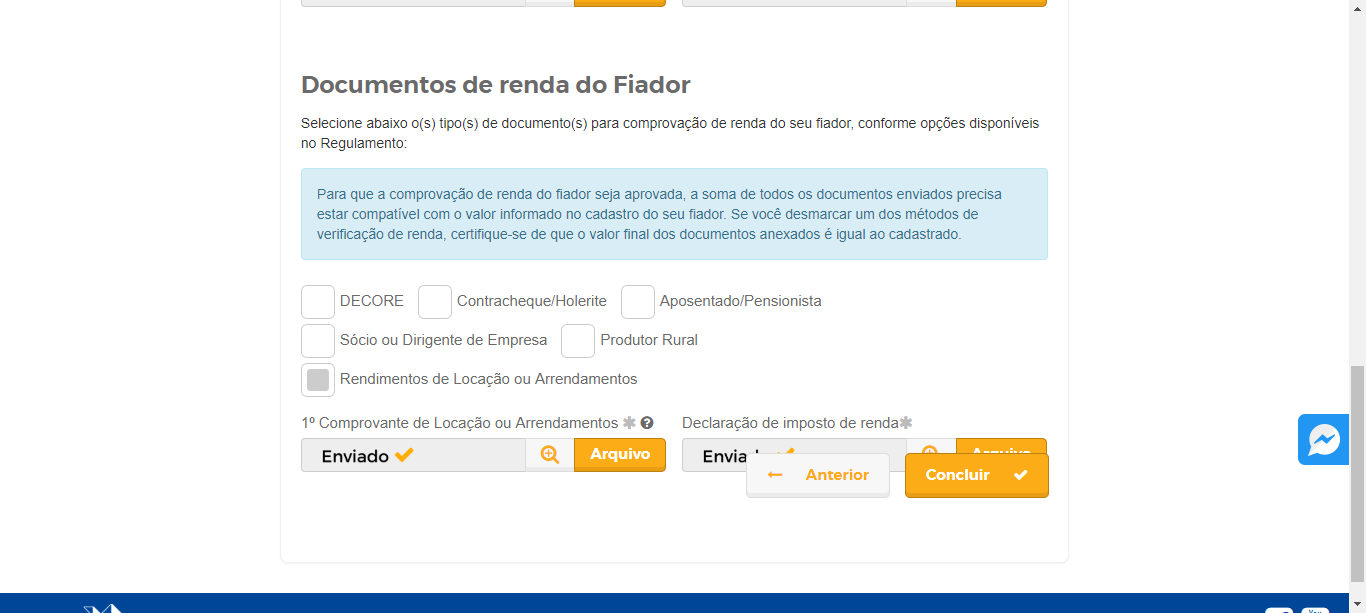 Documentos de renda do Fiador
Selecione abaixo o(s) tipo(s) de documento(s) para comprovação de renda do seu fiador, conforme opções disponíveis
no Regulamento:
Para que a comprovação de renda do fiador seja aprovada, a soma de todos os documentos enviados precisa
estar compatível com o valor informado no cadastro do seu fiador. Se você desmarcar um dos métodos de
verificação de renda, certifique-se de que o valor final dos documentos anexados é igual ao cadastrado.
DECORE Contracheque/Holerite Aposentado/Pensionista
Sócio ou Dirigente de Empresa Produtor Rural
Rendimentos de Locação ou Arrendamentos
1º Comprovante de Locação ou Arrendamentos * ? Declaração de imposto de renda*
Enviado Arquivo Enviado Arquivo
Anterior Concluir
You